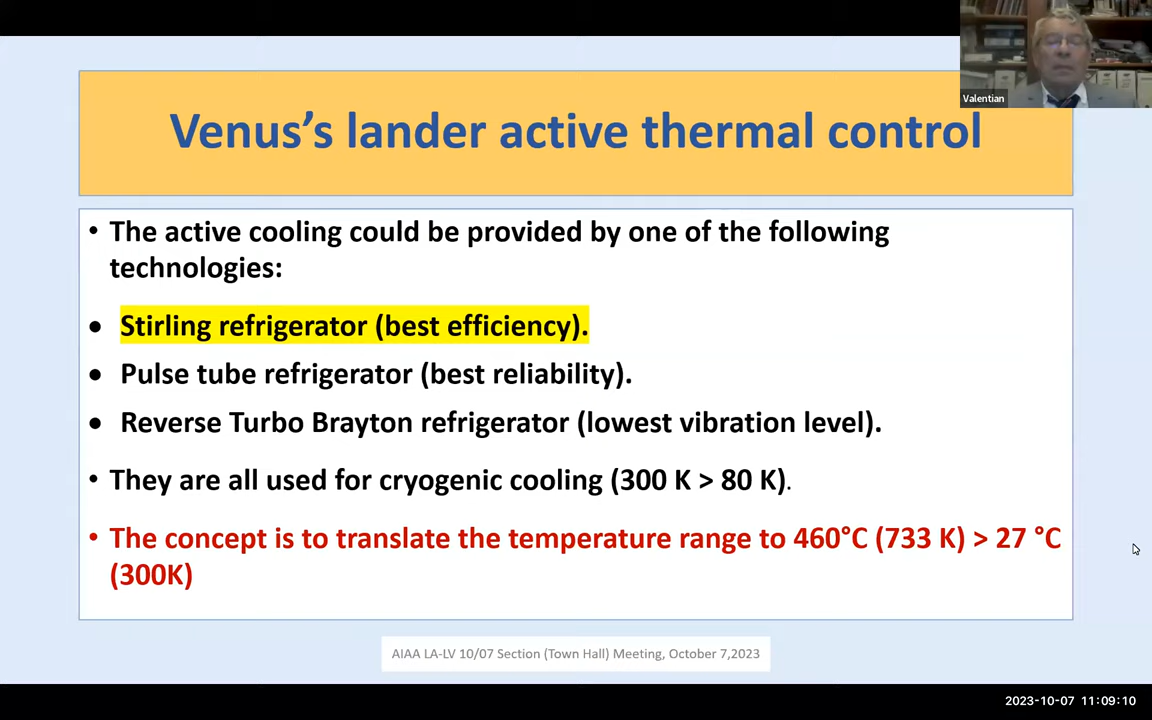 Valentian
Venus’s lander active thermal control
• The active cooling could be provided by one of the following
technologies:
• Stirling refrigerator (best efficiency).
• Pulse tube refrigerator (best reliability).
• Reverse Turbo Brayton refrigerator (lowest vibration level).
• They are all used for cryogenic cooling (300 K > 80 K).
• The concept is to translate the temperature range to 460°C (733 K) > 27 °C
(300K)
AIAA LA-LV 10/07 Section (Town Hall) Meeting, October 7,2023
2023-10-07 11:09:10